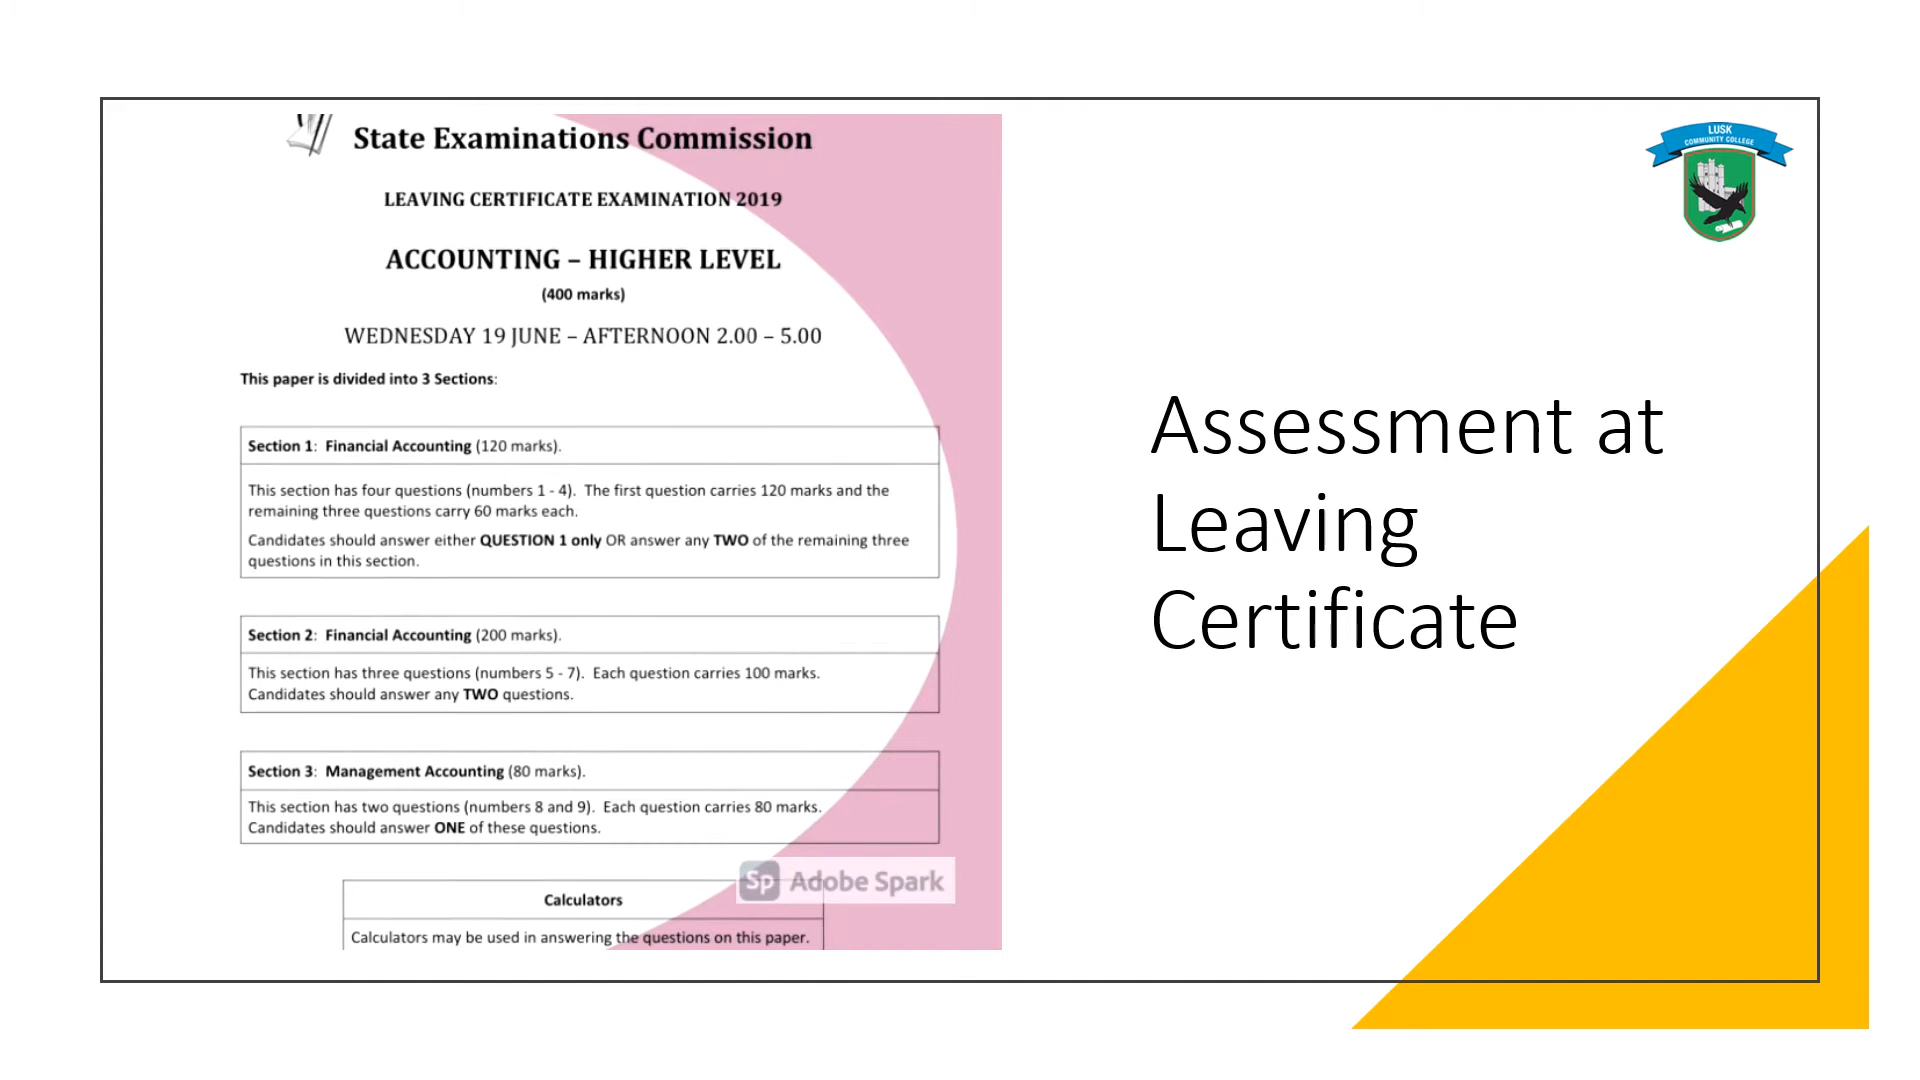 State Examinations Commission
LEAVING CERTIFICATE EXAMINATION 2019
ACCOUNTING – HIGHER LEVEL
(400 marks)
WEDNESDAY 19 JUNE – AFTERNOON 2.00 – 5.00
This paper is divided into 3 Sections:
Section 1: Financial Accounting (120 marks).
This section has four questions (numbers 1 - 4). The first question carries 120 marks and the
remaining three questions carry 60 marks each.
Candidates should answer either QUESTION 1 only OR answer any TWO of the remaining three
questions in this section.
Section 2: Financial Accounting (200 marks).
This section has three questions (numbers 5 - 7). Each question carries 100 marks.
Candidates should answer any TWO questions.
Section 3: Management Accounting (80 marks).
This section has two questions (numbers 8 and 9). Each question carries 80 marks.
Candidates should answer ONE of these questions.
Sp Adobe Spark
Calculators
Calculators may be used in answering the questions on this paper.
LUSK
COMMUNITY COLLEGE
Assessment at
Leaving
Certificate